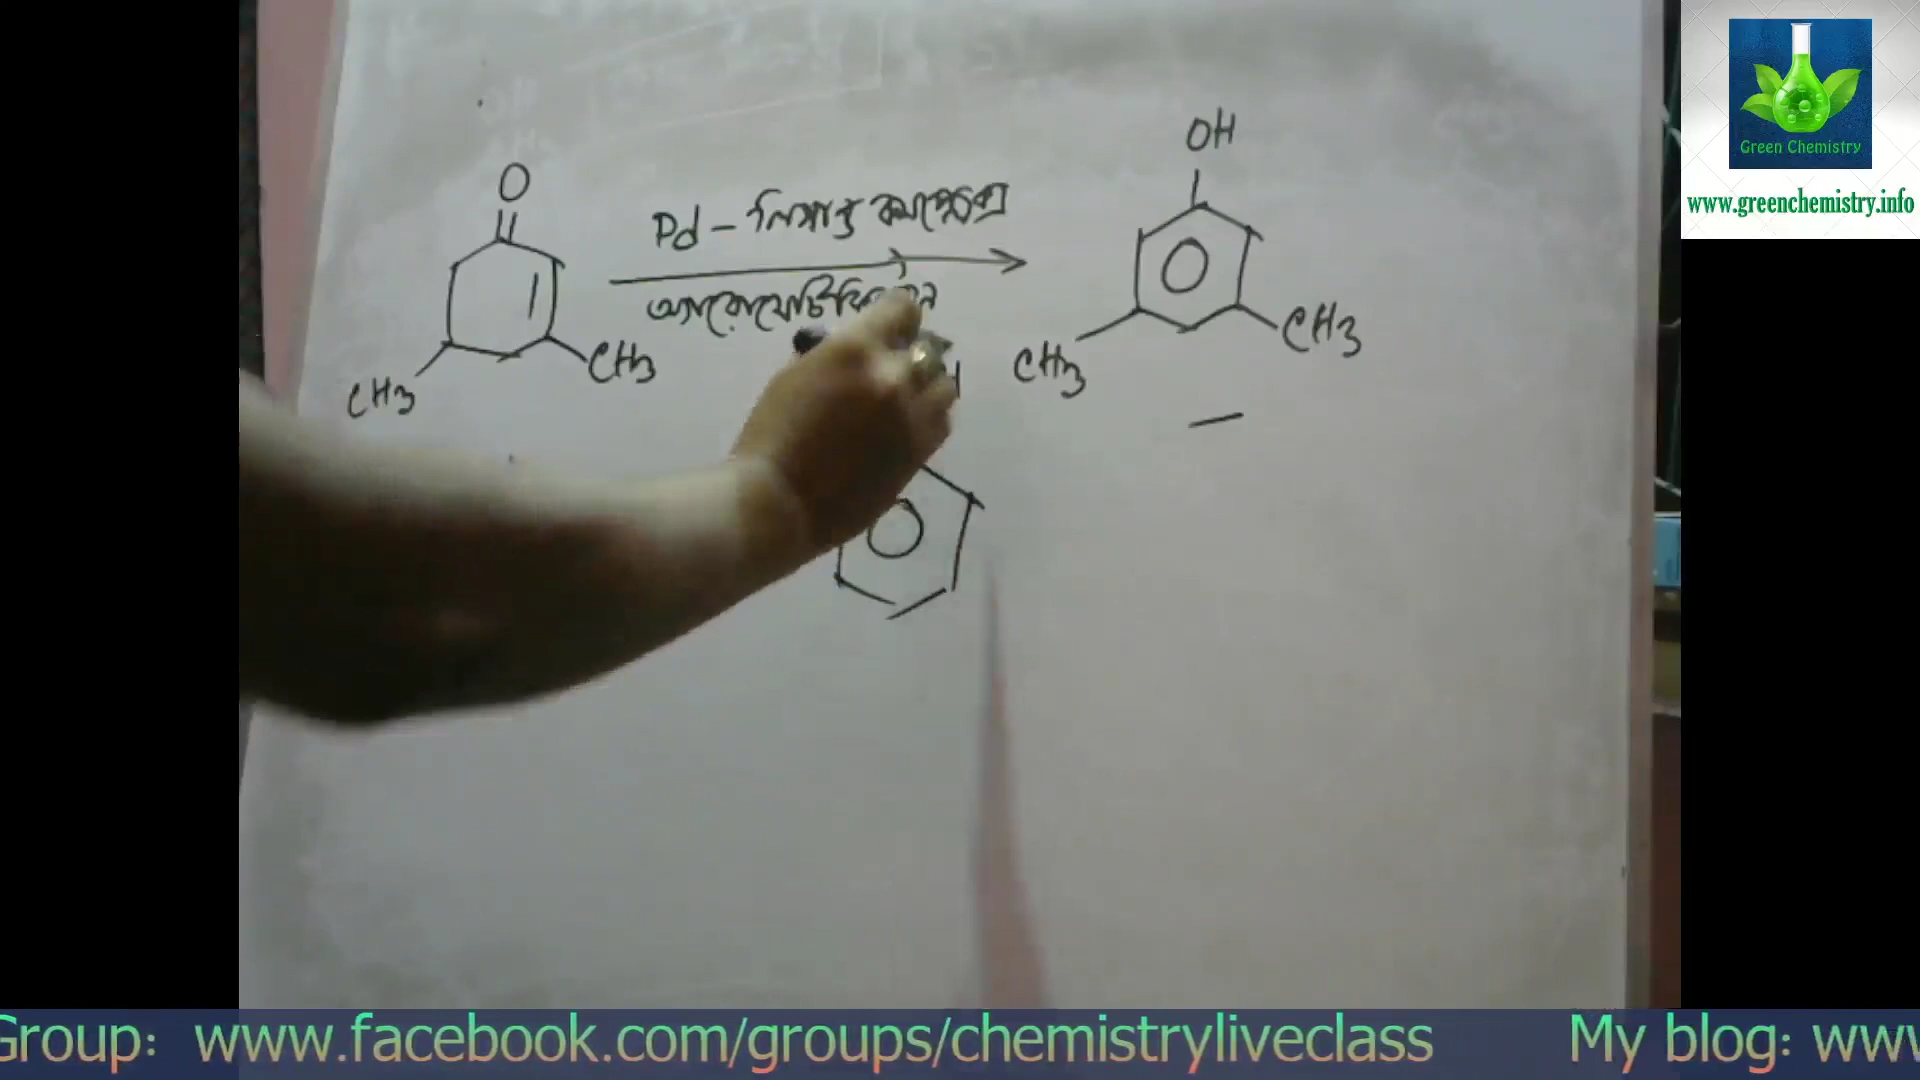 O
CH3
CH3
Pd – লিগান্ড কমপ্লেক্স
OH
CH3
CH3
Green Chemistry
www.greenchemistry.info
Group: www.facebook.com/groups/chemistryliveclass My blog: www